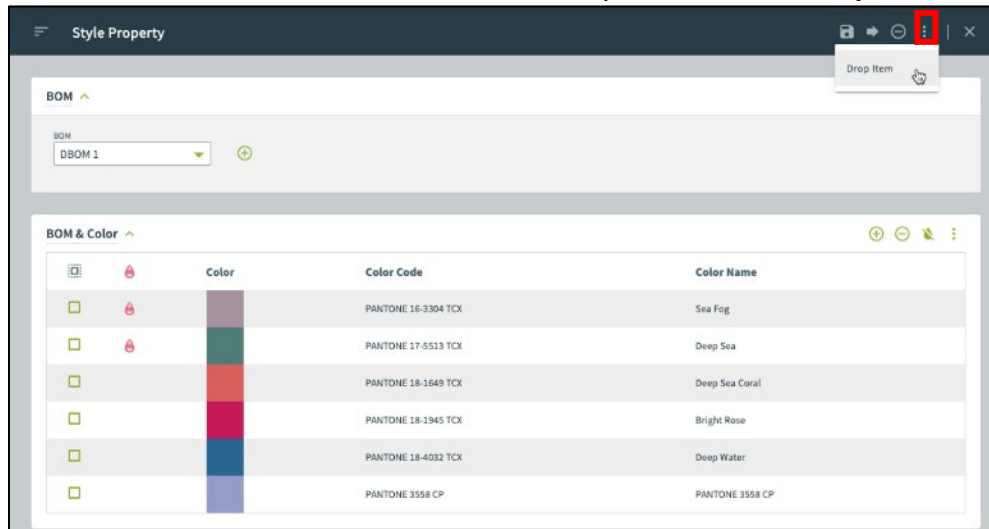 Style Property
Drop Item
BOM
BOM
DBOM 1
BOM & Color
Color Color Code Color Name
PANTONE 16-3304 TCX Sea Fog
PANTONE 17-5513 TCX Deep Sea
PANTONE 18-1649 TCX Deep Sea Coral
PANTONE 18-1945 TCX Bright Rose
PANTONE 18-4032 TCX Deep Water
PANTONE 3558 CP PANTONE 3558 CP